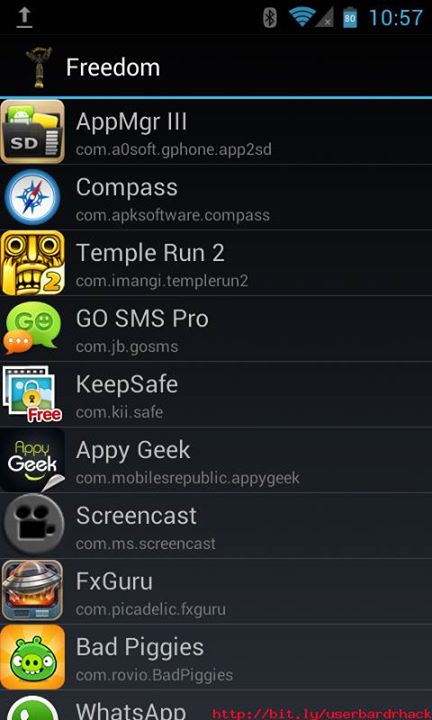 80 10:57
Freedom
AppMgr III
SD
com.a0soft.gphone.app2sd
Compass
com.apksoftware.compass
Temple Run 2
2
com.imangi.templerun2
GO SMS Pro
GO
com.jb.gosms
KeepSafe
Free
com.kii.safe
Appy Geek
Appy
Geek
com.mobilesrepublic.appygeek
Screencast
com.ms.screencast
FxGuru
com.picadelic.fxguru
Bad Piggies
com.rovio.BadPiggies
WhatsApp
http://bit.ly/userbardrhack